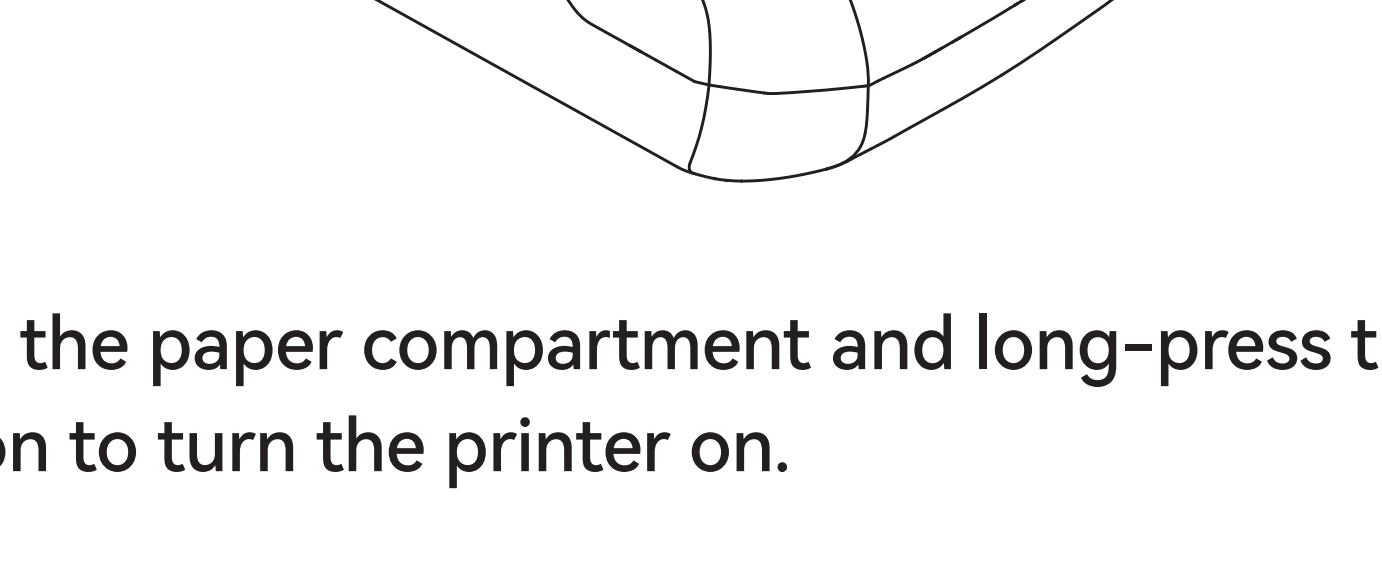 the paper compartment and long-press t
on to turn the printer on.